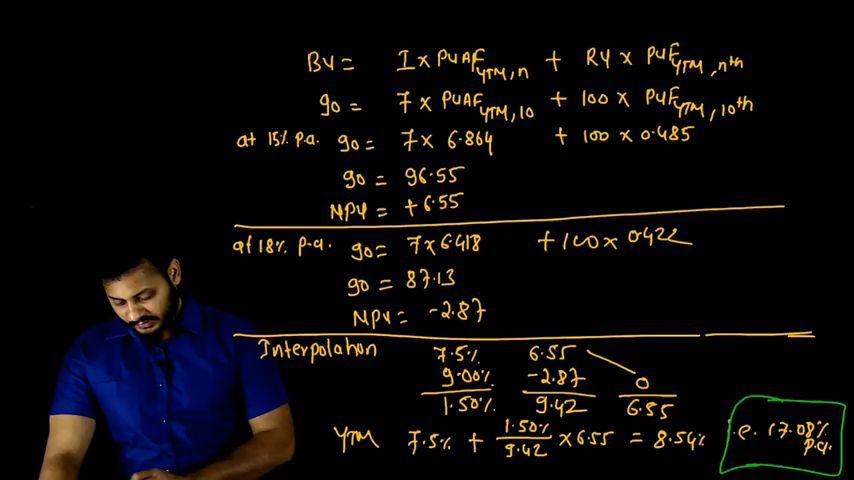 BV = I x PVAF YTM, n + RV x PVF YTM, nth
90 = 7 x PVAF YTM, 10 + 100 x PVF YTM, 10th
at 15% p.a. 90 = 7 x 6.864 + 100 x 0.485
90 = 96.55
NPV = +6.55
at 18% p.a. 90 = 7x6.418 + 100 x 0.422
90 = 87.13
NPV = -2.87
Interpolation 7.5% 6.55
9.00% -2.87 0
1.50% 9.42 6.55
YTM 7.5% + 1.50% / 9.42 x 6.55 = 8.54%
i.e. 17.08% p.a.